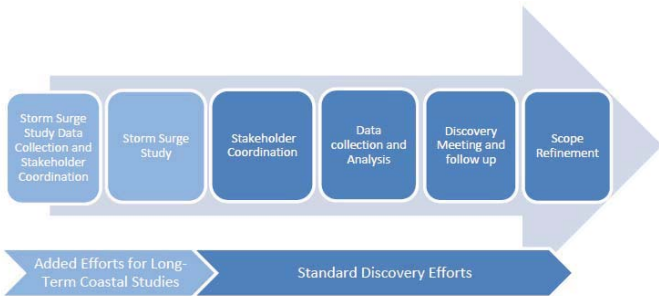 Storm Surge
Study Data
Collection and
Stakeholder
Coordination
Storm Surge
Study
Stakeholder
Coordination
Data
collection and
Analysis
Discovery
Meeting and
follow up
Scope
Refinement
Added Efforts for Long-
Term Coastal Studies
Standard Discovery Efforts